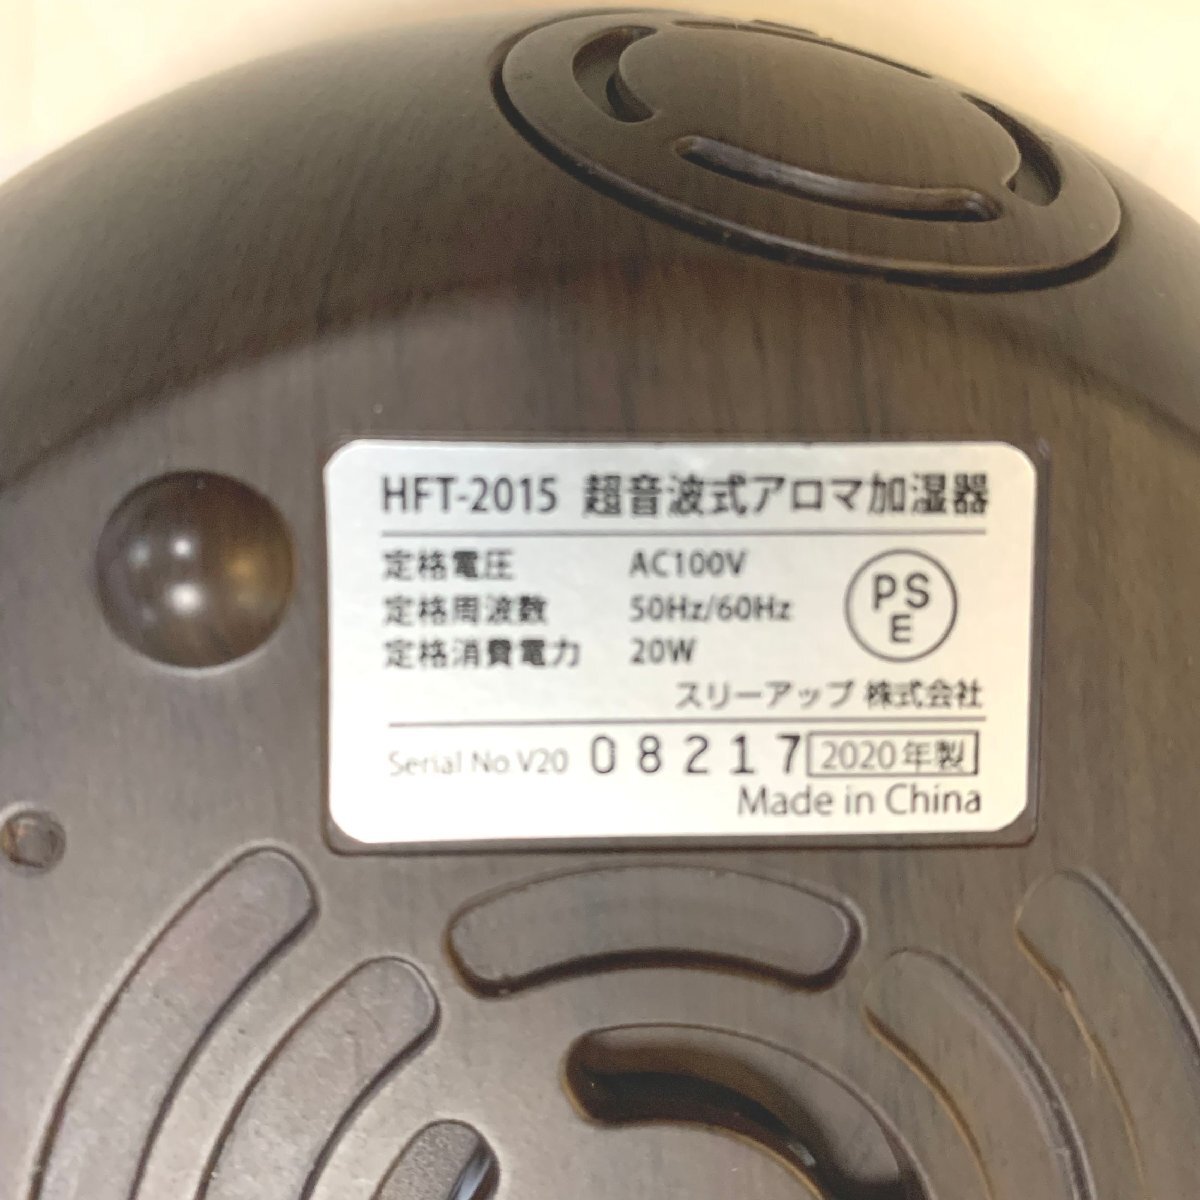 HFT-2015 超音波式アロマ加湿器
定格電圧 AC100V
定格周波数 50Hz/60Hz
定格消費電力 20W
PS
E
スリーアップ 株式会社
Serial No V20 08217 2020年製
Made in China